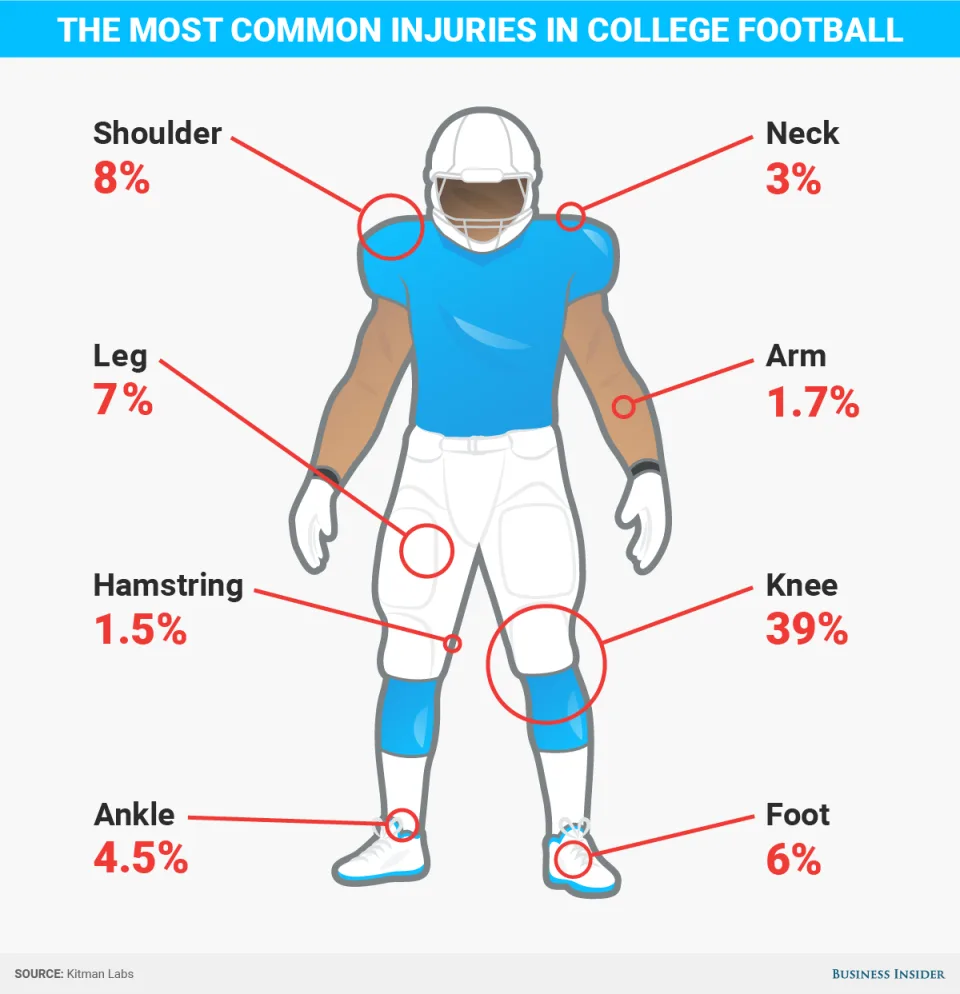 THE MOST COMMON INJURIES IN COLLEGE FOOTBALL
Shoulder
8%
Neck
3%
Leg
7%
Arm
1.7%
Hamstring
1.5%
Knee
39%
Ankle
4.5%
Foot
6%
SOURCE: Kitman Labs
BUSINESS INSIDER